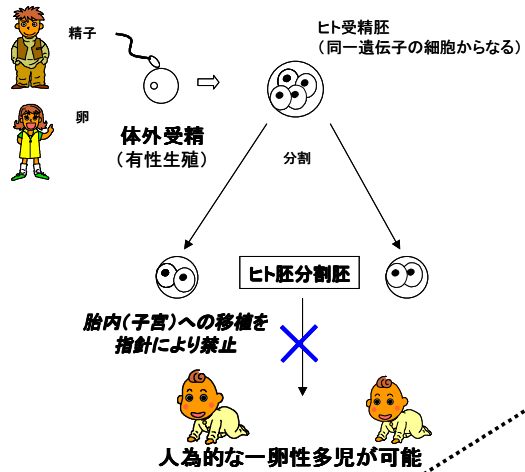 精子
ヒト受精胚
（同一遺伝子の細胞からなる）
卵
体外受精
（有性生殖）
分割
ヒト胚分割胚
胎内（子宮）への移植を
指針により禁止
人為的な一卵性多児が可能